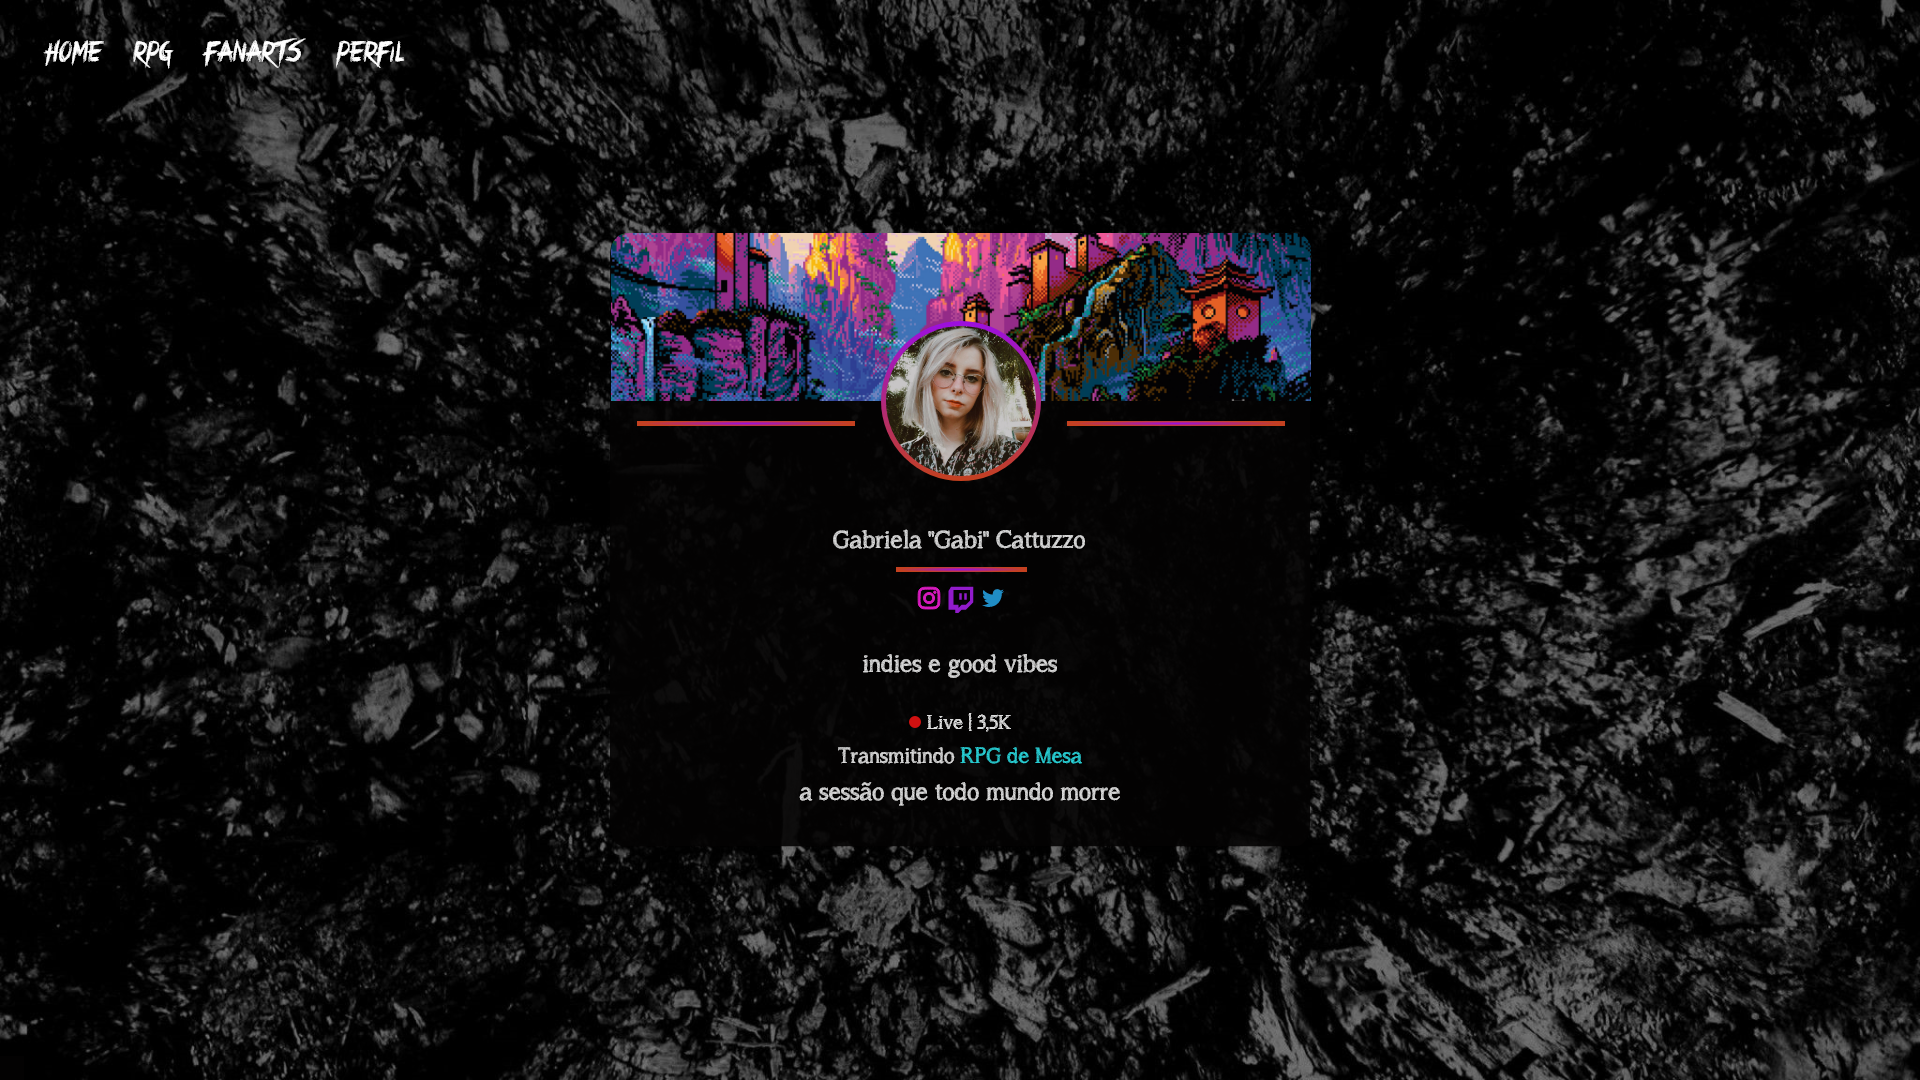 HOME RPG FANARTS PERFIL
Gabriela "Gabi" Cattuzzo
indies e good vibes
Live | 3,5K
Transmitindo RPG de Mesa
a sessão que todo mundo morre